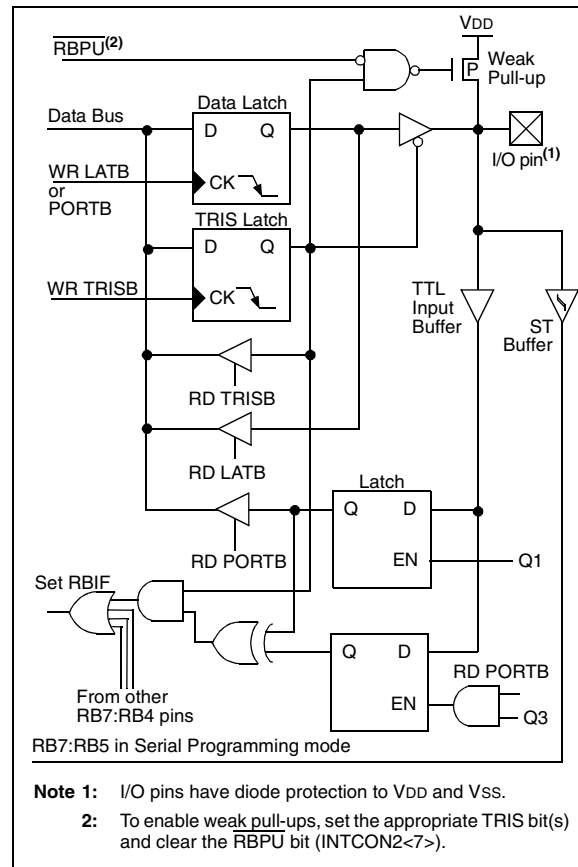 VDD
RBPU(2)
P
Weak
Pull-up
Data Latch
Data Bus
D Q
I/O pin(1)
WR LATB
or
PORTB
CK
TRIS Latch
D Q
WR TRISB
CK
TTL
Input
Buffer
ST
Buffer
RD TRISB
RD LATB
Latch
Q D
RD PORTB
EN
Q1
Set RBIF
Q D
RD PORTB
EN
Q3
From other
RB7:RB4 pins
RB7:RB5 in Serial Programming mode
Note 1: I/O pins have diode protection to VDD and VSS.
2: To enable weak pull-ups, set the appropriate TRIS bit(s)
and clear the RBPU bit (INTCON2<7>).